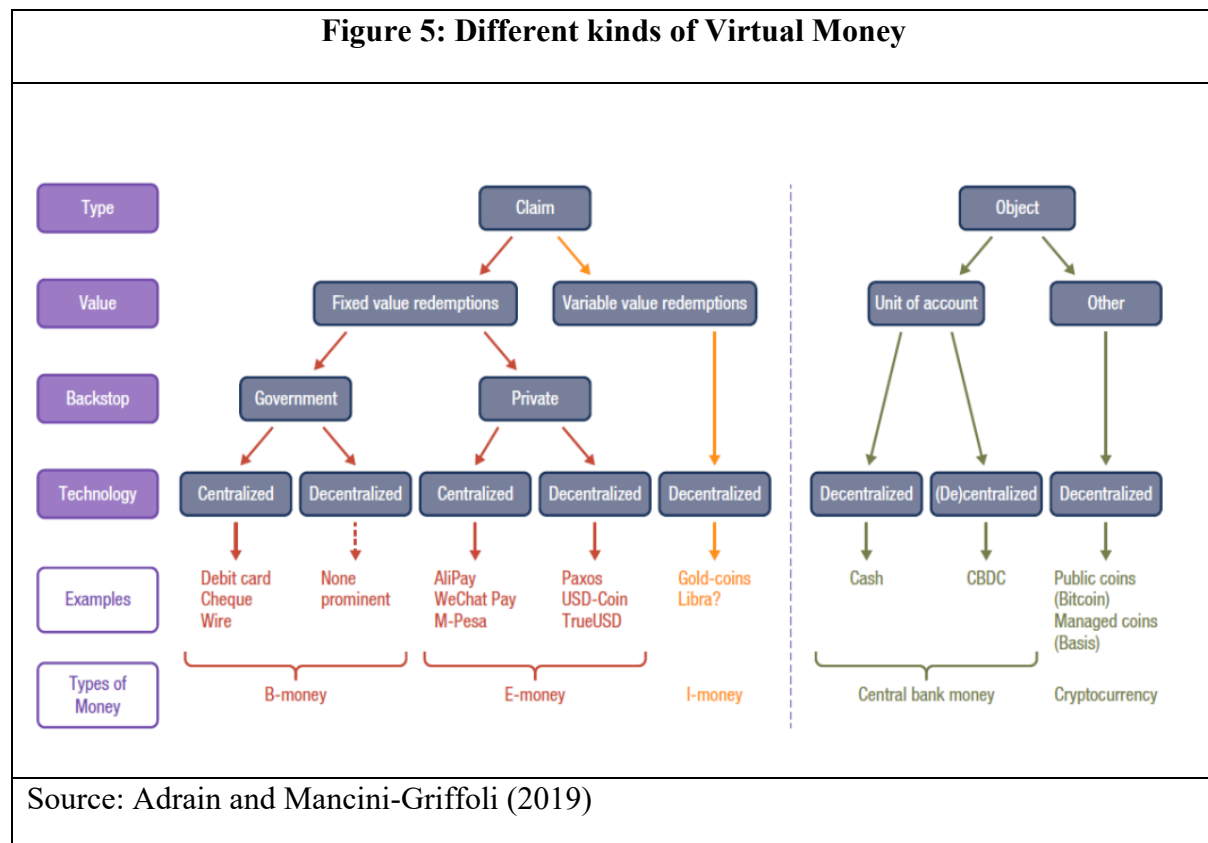 Figure 5: Different kinds of Virtual Money
Type
Claim
Object
Value
Fixed value redemptions
Variable value redemptions
Unit of account
Other
Backstop
Government
Private
Technology
Centralized
Decentralized
Centralized
Decentralized
Decentralized
Decentralized
(De)centralized
Decentralized
Examples
Debit card
Cheque
Wire
None
prominent
AliPay
WeChat Pay
M-Pesa
Paxos
USD-Coin
TrueUSD
Gold-coins
Libra?
Cash
CBDC
Public coins
(Bitcoin)
Managed coins
(Basis)
Types of
Money
B-money
E-money
I-money
Central bank money
Cryptocurrency
Source: Adrain and Mancini-Griffoli (2019)